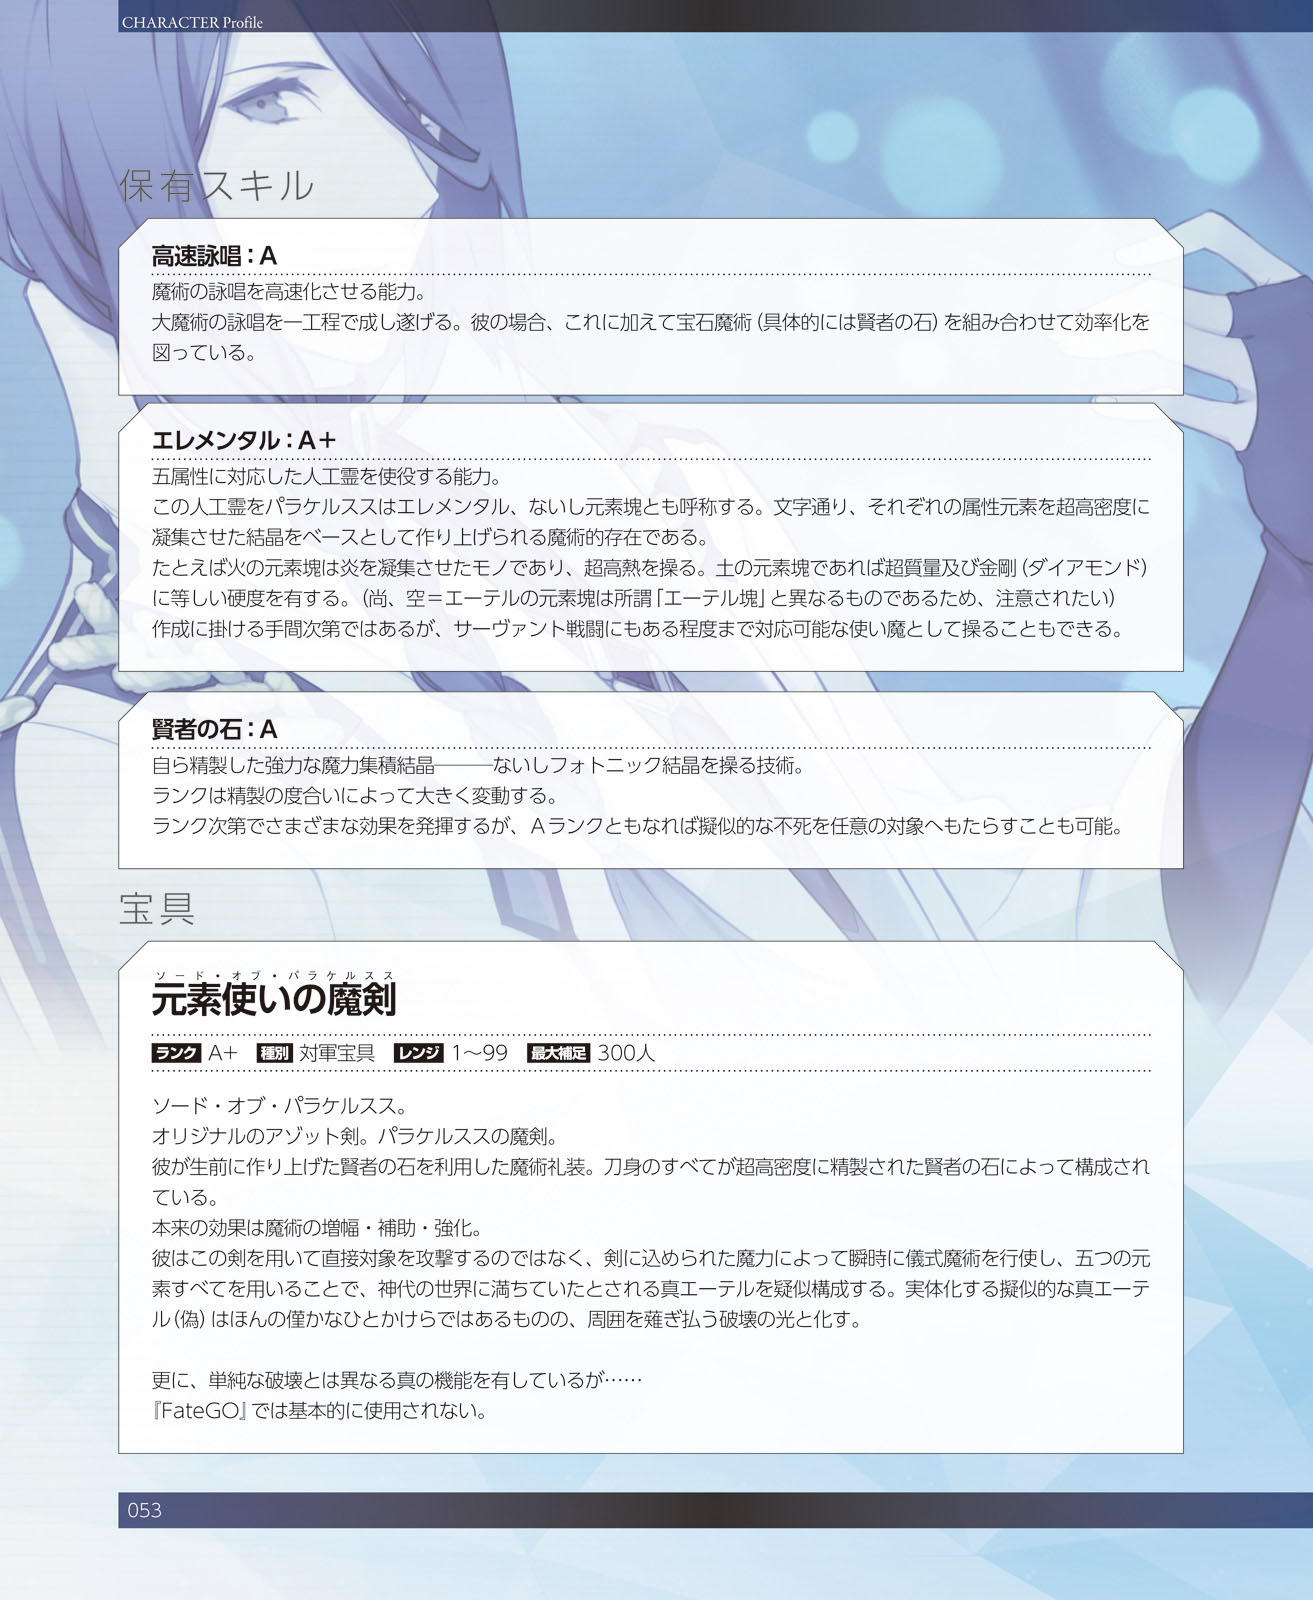 CHARACTER Profile
保有スキル
高速詠唱：A
魔術の詠唱を高速化させる能力。
大魔術の詠唱を一工程で成し遂げる。彼の場合、これに加えて宝石魔術（具体的には賢者の石）を組み合わせて効率化を
図っている。
エレメンタル：A＋
五属性に対応した人工霊を使役する能力。
この人工霊をパラケルススはエレメンタル、ないし元素塊とも呼称する。文字通り、それぞれの属性元素を超高密度に
凝集させた結晶をベースとして作り上げられる魔術的存在である。
たとえば火の元素塊は炎を凝集させたモノであり、超高熱を操る。土の元素塊であれば超質量及び金剛（ダイアモンド）
に等しい硬度を有する。（尚、空＝エーテルの元素塊は所謂「エーテル塊」と異なるものであるため、注意されたい）
作成に掛ける手間次第ではあるが、サーヴァント戦闘にもある程度まで対応可能な使い魔として操ることもできる。
賢者の石：A
自ら精製した強力な魔力集積結晶───ないしフォトニック結晶を操る技術。
ランクは精製の度合いによって大きく変動する。
ランク次第でさまざまな効果を発揮するが、Aランクともなれば擬似的な不死を任意の対象へもたらすことも可能。
宝具
ソード・オブ・パラケルスス
元素使いの魔剣
ランク A+ 種別 対軍宝具 レンジ 1〜99 最大補足 300人
ソード・オブ・パラケルスス。
オリジナルのアゾット剣。パラケルススの魔剣。
彼が生前に作り上げた賢者の石を利用した魔術礼装。刀身のすべてが超高密度に精製された賢者の石によって構成され
ている。
本来の効果は魔術の増幅・補助・強化。
彼はこの剣を用いて直接対象を攻撃するのではなく、剣に込められた魔力によって瞬時に儀式魔術を行使し、五つの元
素すべてを用いることで、神代の世界に満ちていたとされる真エーテルを疑似構成する。実体化する擬似的な真エーテ
ル（偽）はほんの僅かなひとかけらではあるものの、周囲を薙ぎ払う破壊の光と化す。
更に、単純な破壊とは異なる真の機能を有しているが……
『FateGO』では基本的に使用されない。
053